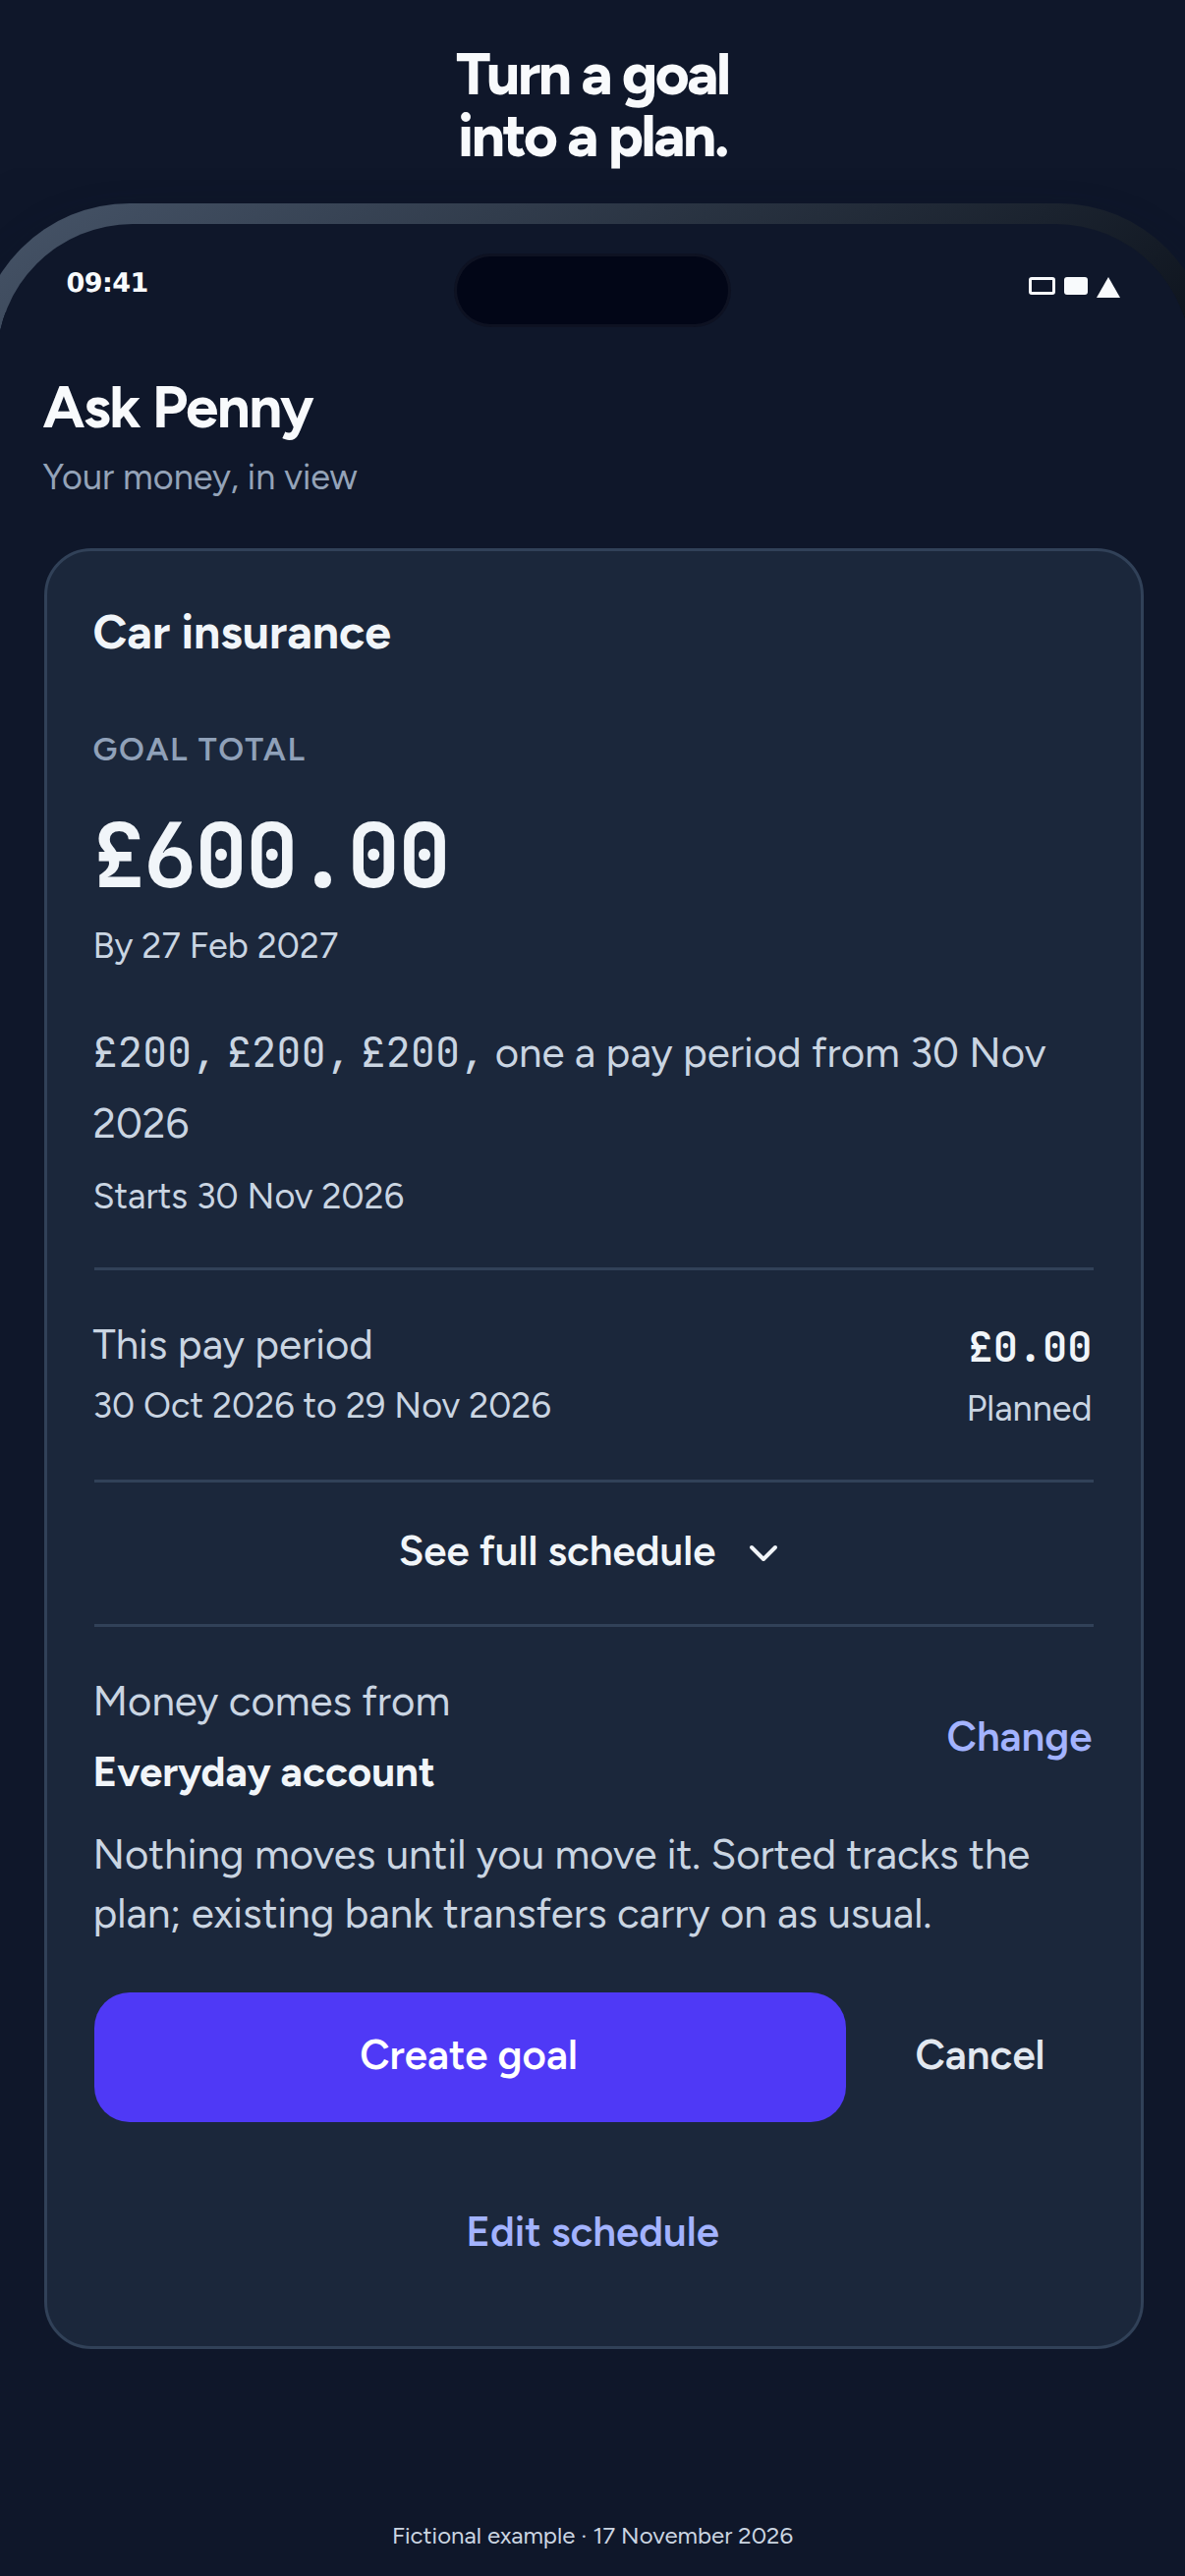 Turn a goal
into a plan.
09:41
Ask Penny
Your money, in view
Car insurance
GOAL TOTAL
£600.00
By 27 Feb 2027
£200, £200, £200, one a pay period from 30 Nov
2026
Starts 30 Nov 2026
This pay period
£0.00
30 Oct 2026 to 29 Nov 2026
Planned
See full schedule
Money comes from
Change
Everyday account
Nothing moves until you move it. Sorted tracks the
plan; existing bank transfers carry on as usual.
Create goal
Cancel
Edit schedule
Fictional example · 17 November 2026